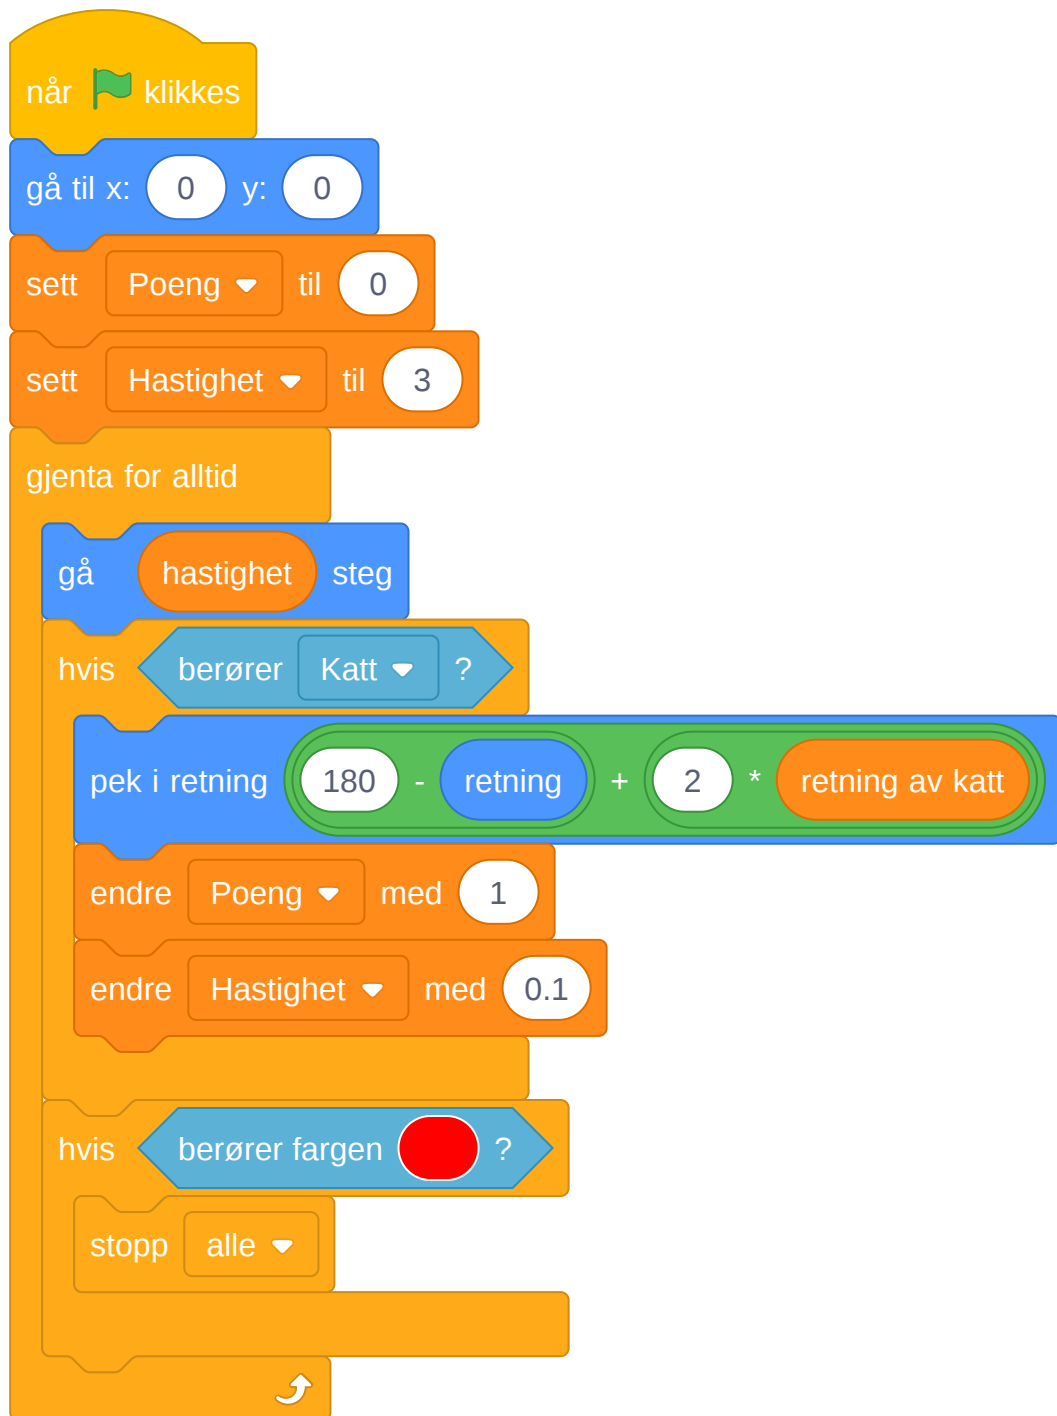 når klikkes
gå til x: 0 y: 0
sett Poeng til 0
sett Hastighet til 3
gjenta for alltid
gå hastighet steg
hvis berører Katt ?
pek i retning 180 - retning + 2 * retning av katt
endre Poeng med 1
endre Hastighet med 0.1
hvis berører fargen ?
stopp alle